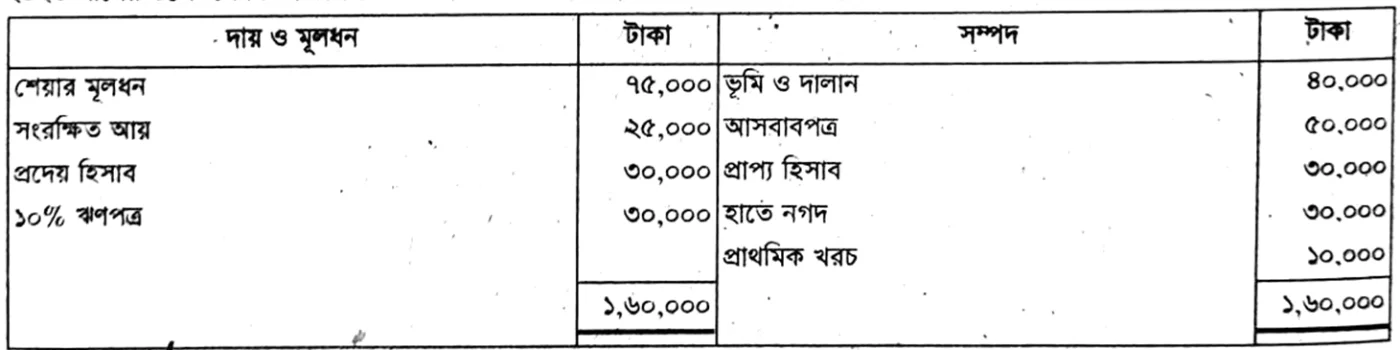 দায় ও মূলধন টাকা সম্পদ টাকা
শেয়ার মূলধন ৭৫,০০০ ভূমি ও দালান ৪০,০০০
সংরক্ষিত আয় ২৫,০০০ আসবাবপত্র ৫০,০০০
প্রদেয় হিসাব ৩০,০০০ প্রাপ্য হিসাব ৩০,০০০
১০% ঋণপত্র ৩০,০০০ হাতে নগদ ৩০,০০০
প্রাথমিক খরচ ১০,০০০
১,৬০,০০০ ১,৬০,০০০